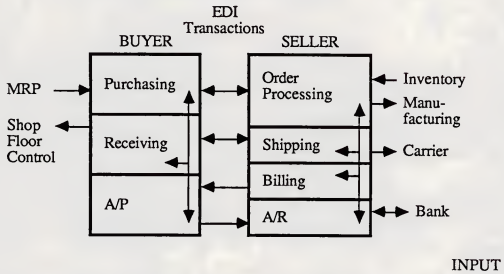 EDI
Transactions
BUYER
SELLER
MRP
Shop
Floor
Control
Purchasing
Receiving
A/P
Order
Processing
Shipping
Billing
A/R
Inventory
Manu-
facturing
Carrier
Bank
INPUT